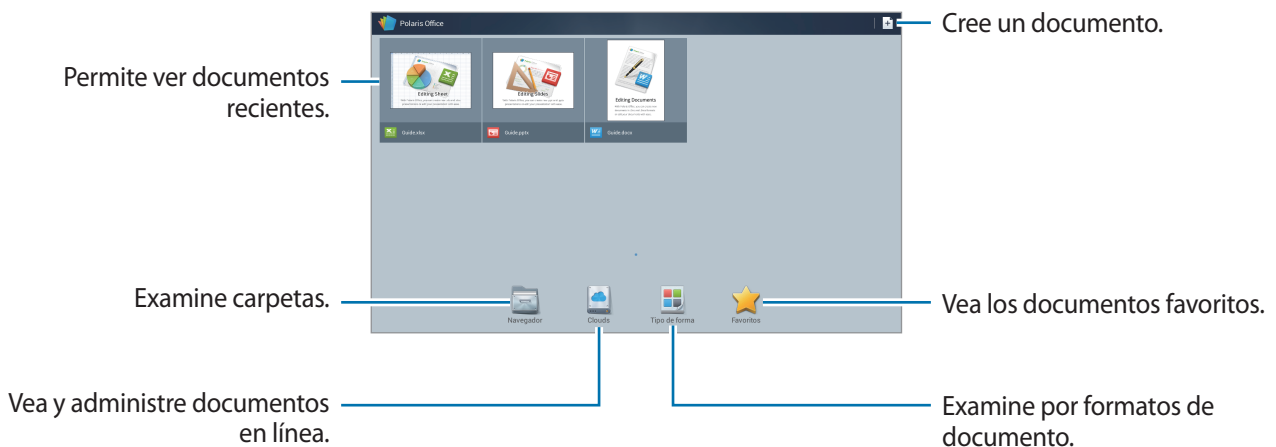 Polaris Office
Cree un documento.
Permite ver documentos
recientes.
Editing Sheet
Editing Slides
Editing Documents
Guide.xlsx
Guide.pptx
Guide.docx
Examine carpetas.
Navegador
Clouds
Tipo de forma
Favoritos
Vea los documentos favoritos.
Vea y administre documentos
en línea.
Examine por formatos de
documento.